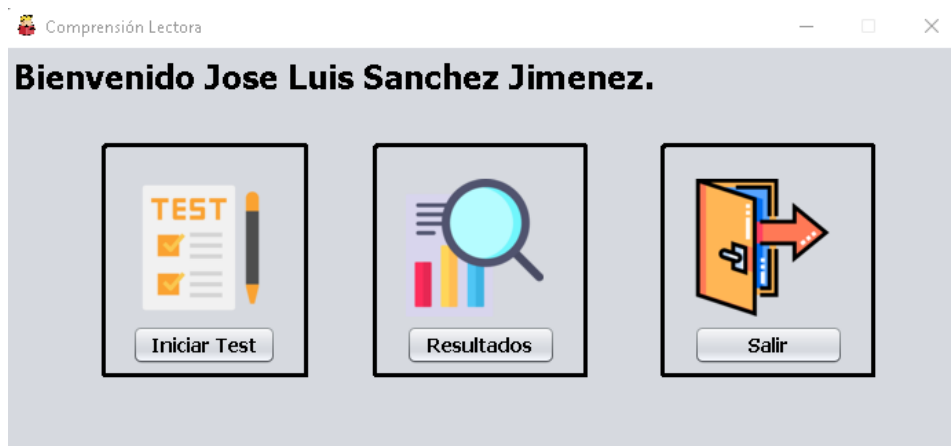 Comprensión Lectora
Bienvenido Jose Luis Sanchez Jimenez.
TEST
Iniciar Test
Resultados
Salir